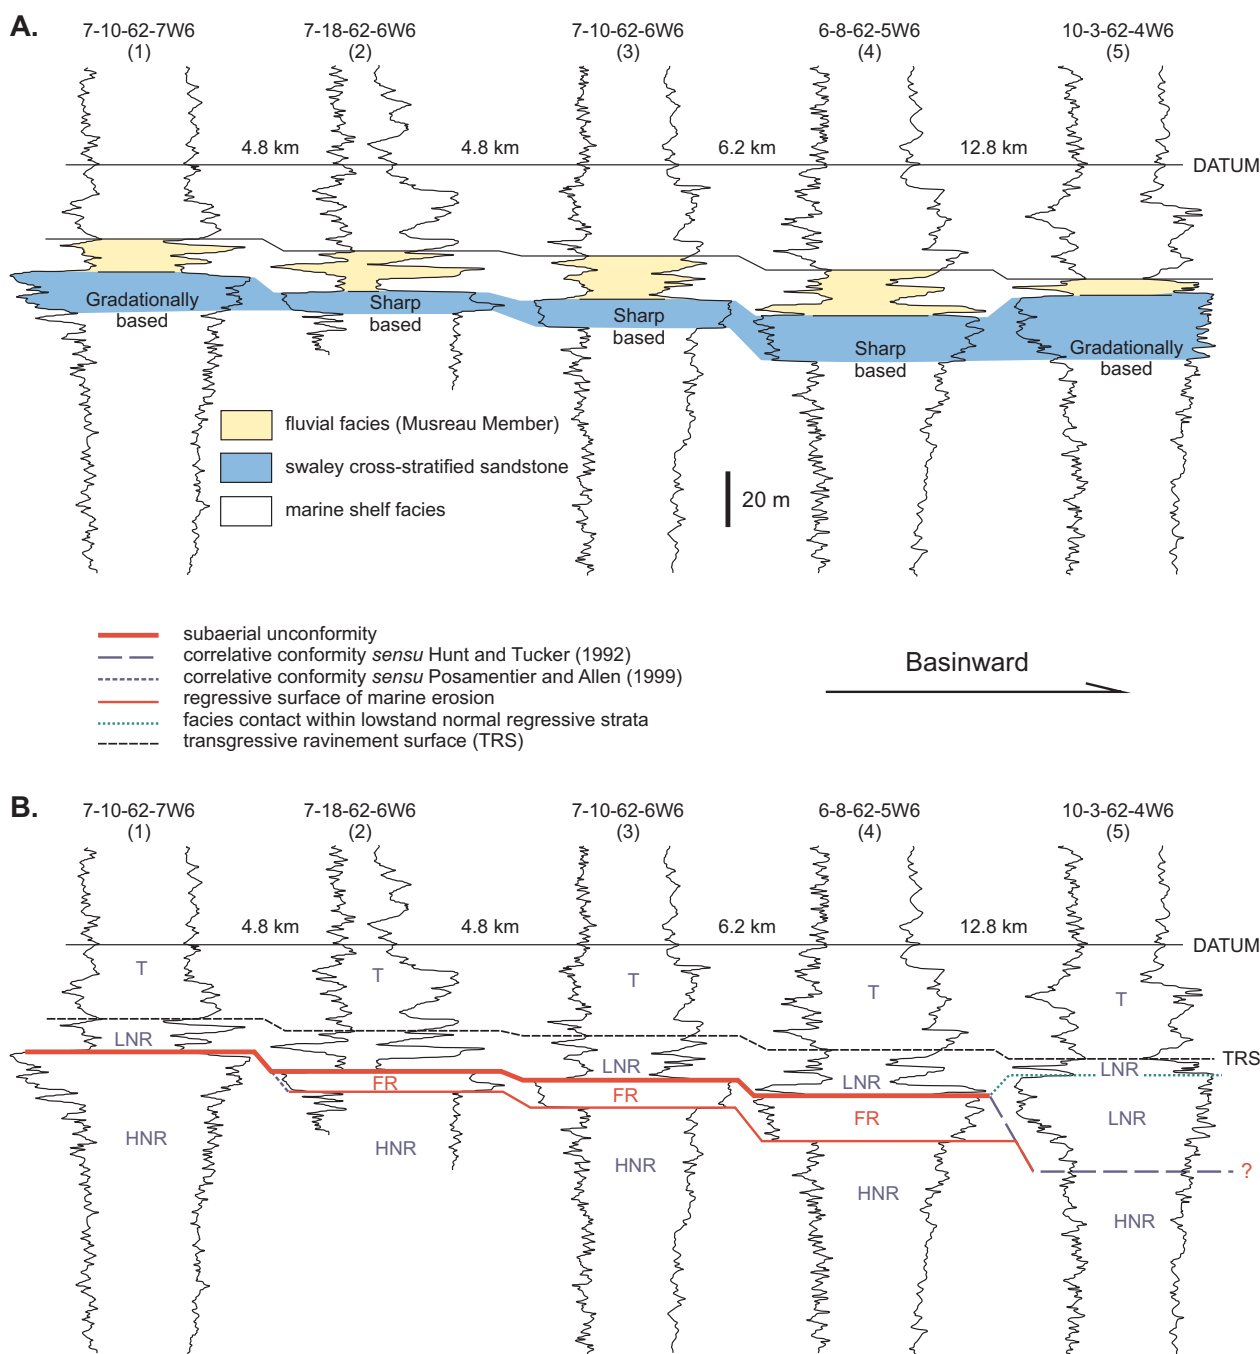 A.
7-10-62-7W6 7-18-62-6W6 7-10-62-6W6 6-8-62-5W6 10-3-62-4W6
(1) (2) (3) (4) (5)
4.8 km 4.8 km 6.2 km 12.8 km
DATUM
Gradationally based
Sharp based
Sharp based
Sharp based
Gradationally based
fluvial facies (Musreau Member)
swaley cross-stratified sandstone
marine shelf facies
20 m
subaerial unconformity
correlative conformity sensu Hunt and Tucker (1992)
correlative conformity sensu Posamentier and Allen (1999)
regressive surface of marine erosion
facies contact within lowstand normal regressive strata
transgressive ravinement surface (TRS)
Basinward
B.
7-10-62-7W6 7-18-62-6W6 7-10-62-6W6 6-8-62-5W6 10-3-62-4W6
(1) (2) (3) (4) (5)
4.8 km 4.8 km 6.2 km 12.8 km
DATUM
T T T T T
TRS
LNR LNR LNR LNR
FR FR FR LNR
HNR HNR HNR HNR HNR
?